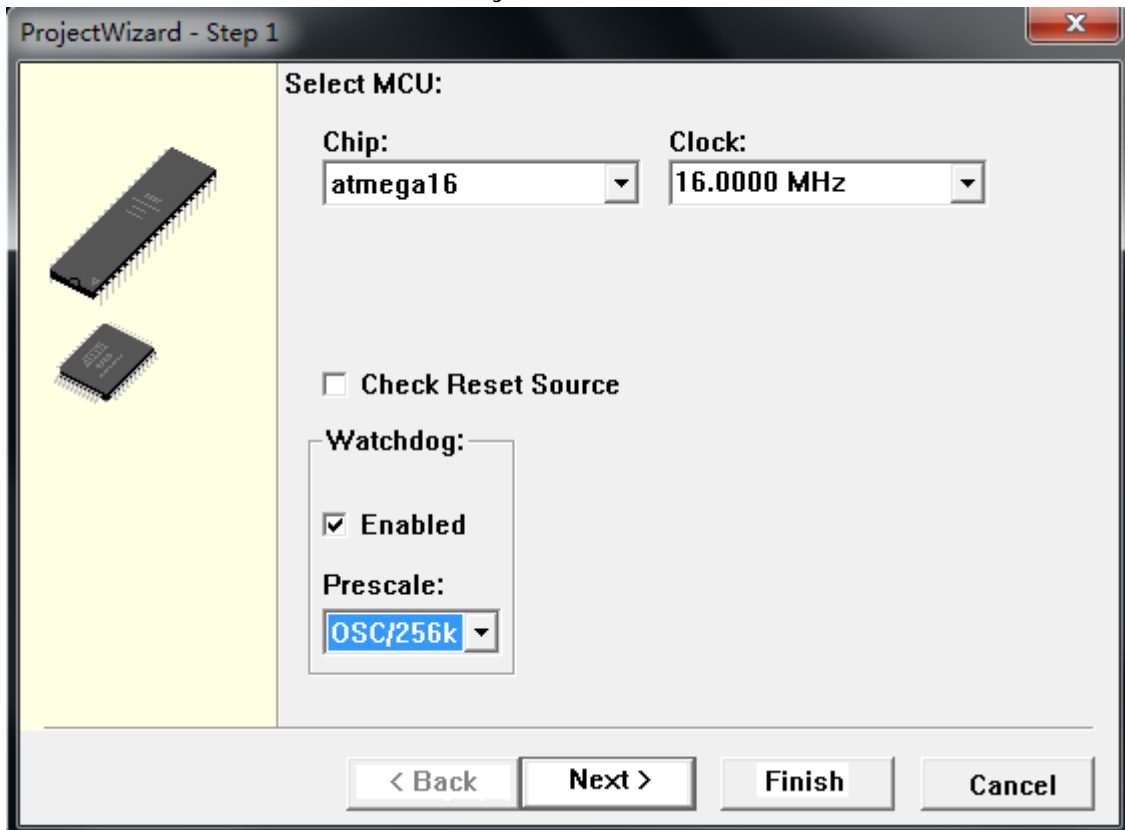 ProjectWizard - Step 1
Select MCU:
Chip:
Clock:
atmega16
16.0000 MHz
Check Reset Source
Watchdog:
Enabled
Prescale:
OSC/256k
< Back
Next >
Finish
Cancel